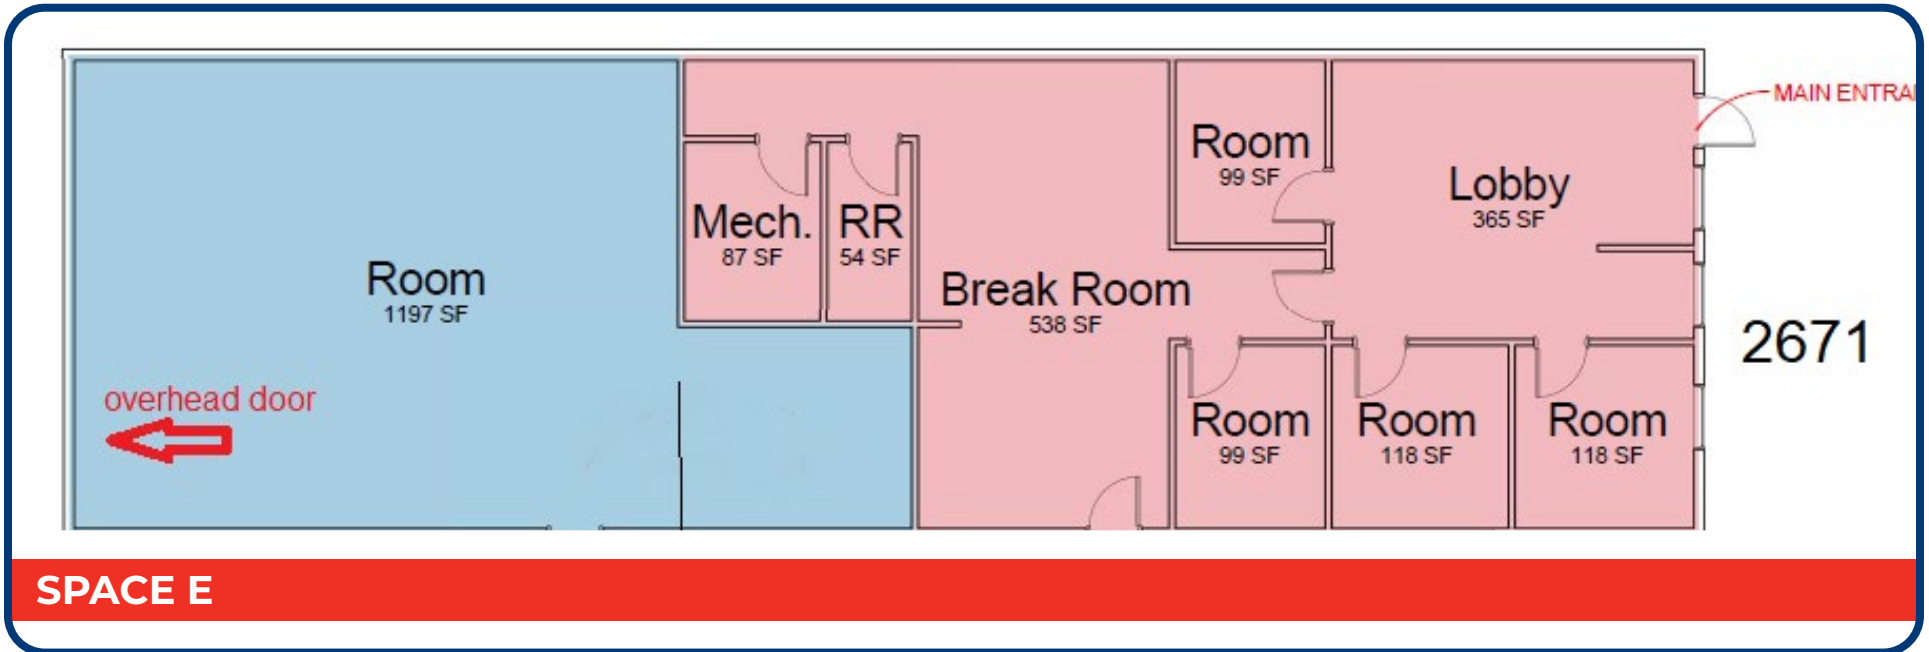 MAIN ENTRA
Room
99 SF
Lobby
365 SF
Mech.
87 SF
RR
54 SF
Room
1197 SF
Break Room
538 SF
2671
overhead door
Room
99 SF
Room
118 SF
Room
118 SF
SPACE E